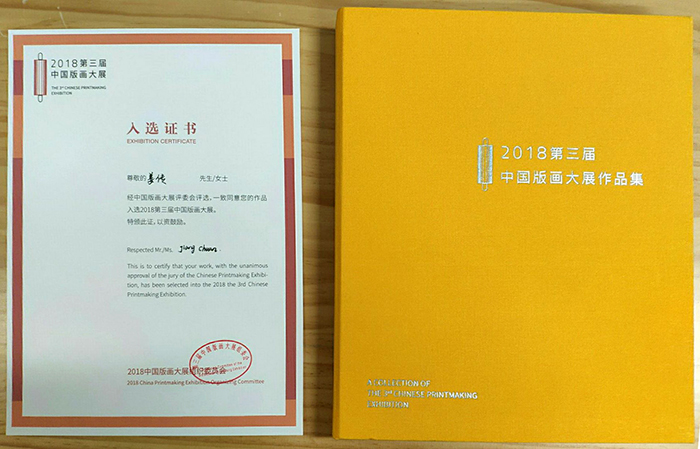 2018第三届
中国版画大展
THE 3rd CHINESE PRINTMAKING
EXHIBITION
入选证书
EXHIBITION CERTIFICATE
尊敬的 姜传 先生/女士
经中国版画大展评委会评选,一致同意您的作品
入选2018第三届中国版画大展。
特颁此证,以资鼓励。
Respected Mr./Ms. Jiang Chuan
This is to certify that your work, with the unanimous
approval of the jury of the Chinese Printmaking Exhibi-
tion, has been selected into the 2018 the 3rd Chinese
Printmaking Exhibition.
2018中国版画大展组织委员会
2018 China Printmaking Exhibition Organizing Committee
2018第三届
中国版画大展作品集
A COLLECTION OF
THE 3rd CHINESE PRINTMAKING
EXHIBITION